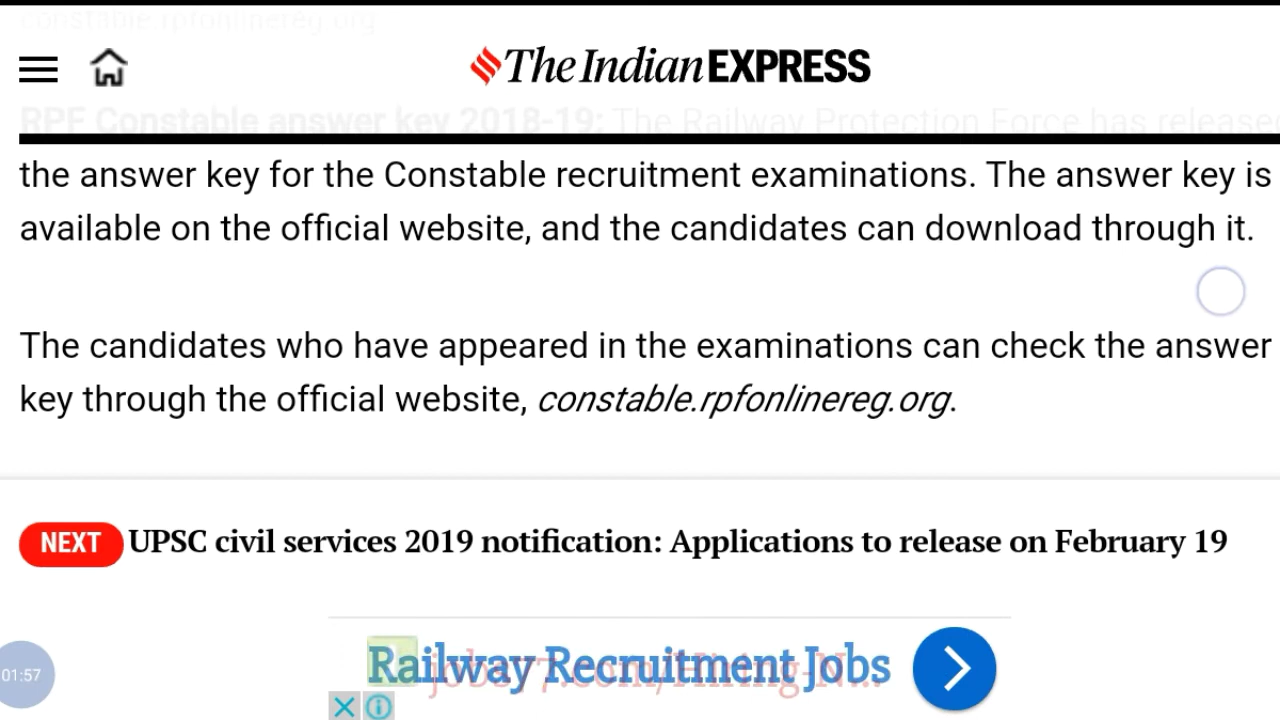 constable.rpfonlinereg.org
The Indian EXPRESS
RPF Constable answer key 2018-19: The Railway Protection Force has released
the answer key for the Constable recruitment examinations. The answer key is
available on the official website, and the candidates can download through it.
The candidates who have appeared in the examinations can check the answer
key through the official website, constable.rpfonlinereg.org.
NEXT UPSC civil services 2019 notification: Applications to release on February 19
Railway Recruitment Jobs
01:57